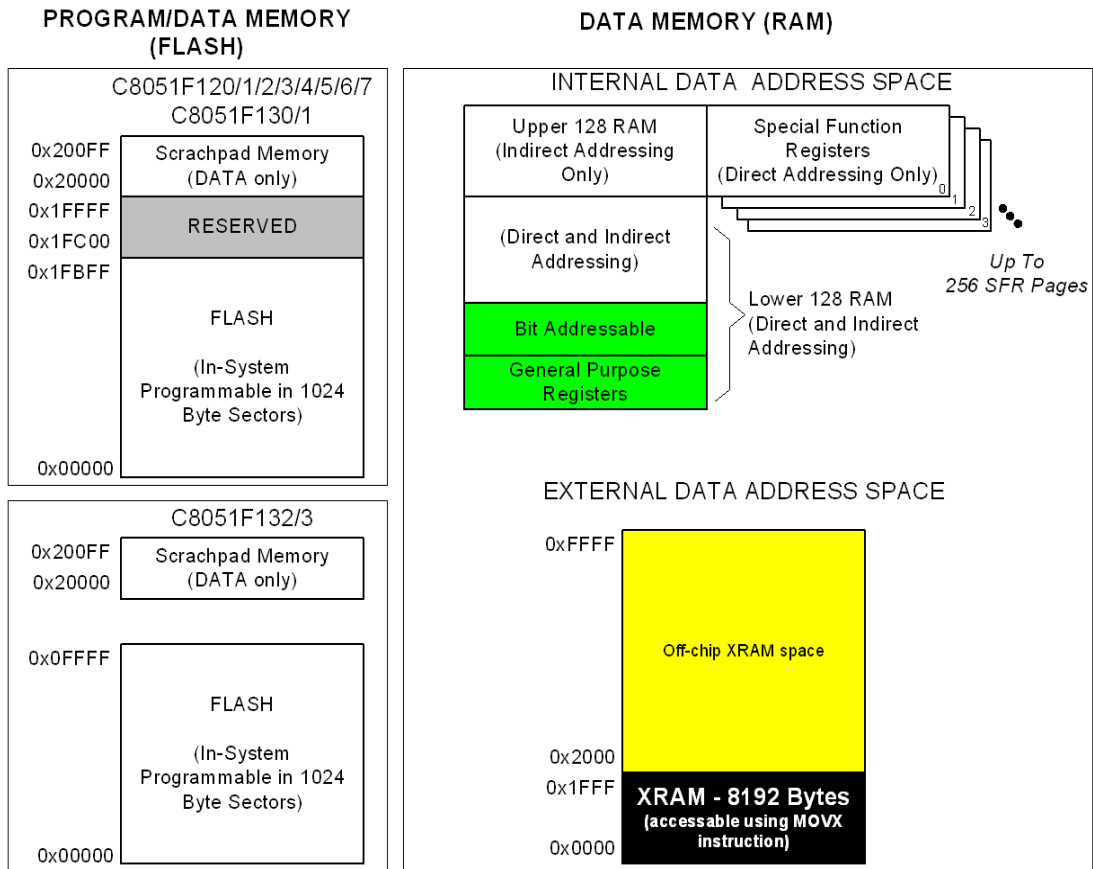 PROGRAM/DATA MEMORY
(FLASH)
C8051F120/1/2/3/4/5/6/7
C8051F130/1
0x200FF
0x20000
Scrachpad Memory
(DATA only)
0x1FFFF
0x1FC00
RESERVED
0x1FBFF
FLASH
(In-System
Programmable in 1024
Byte Sectors)
0x00000
C8051F132/3
0x200FF
0x20000
Scrachpad Memory
(DATA only)
0x0FFFF
FLASH
(In-System
Programmable in 1024
Byte Sectors)
0x00000
DATA MEMORY (RAM)
INTERNAL DATA ADDRESS SPACE
Upper 128 RAM
(Indirect Addressing
Only)
Special Function
Registers
(Direct Addressing Only)
0
1
2
3
Up To
256 SFR Pages
(Direct and Indirect
Addressing)
Bit Addressable
General Purpose
Registers
Lower 128 RAM
(Direct and Indirect
Addressing)
EXTERNAL DATA ADDRESS SPACE
0xFFFF
Off-chip XRAM space
0x2000
0x1FFF
XRAM - 8192 Bytes
(accessable using MOVX
instruction)
0x0000